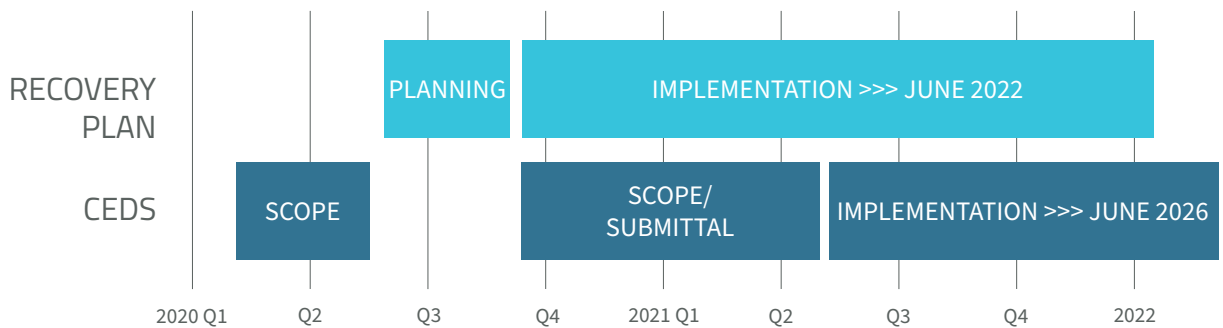 RECOVERY
PLAN
PLANNING
IMPLEMENTATION >>> JUNE 2022
CEDS
SCOPE
SCOPE/
SUBMITTAL
IMPLEMENTATION >>> JUNE 2026
2020 Q1
Q2
Q3
Q4
2021 Q1
Q2
Q3
Q4
2022